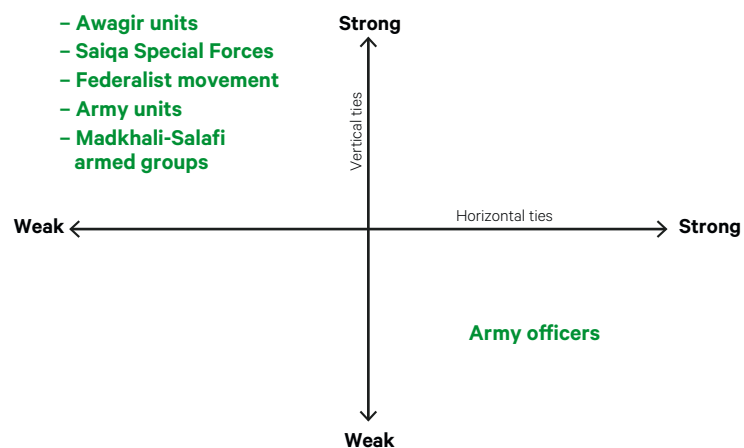 – Awagir units
– Saiqa Special Forces
– Federalist movement
– Army units
– Madkhali-Salafi
armed groups
Strong
Vertical ties
Weak
Horizontal ties
Strong
Army officers
Weak